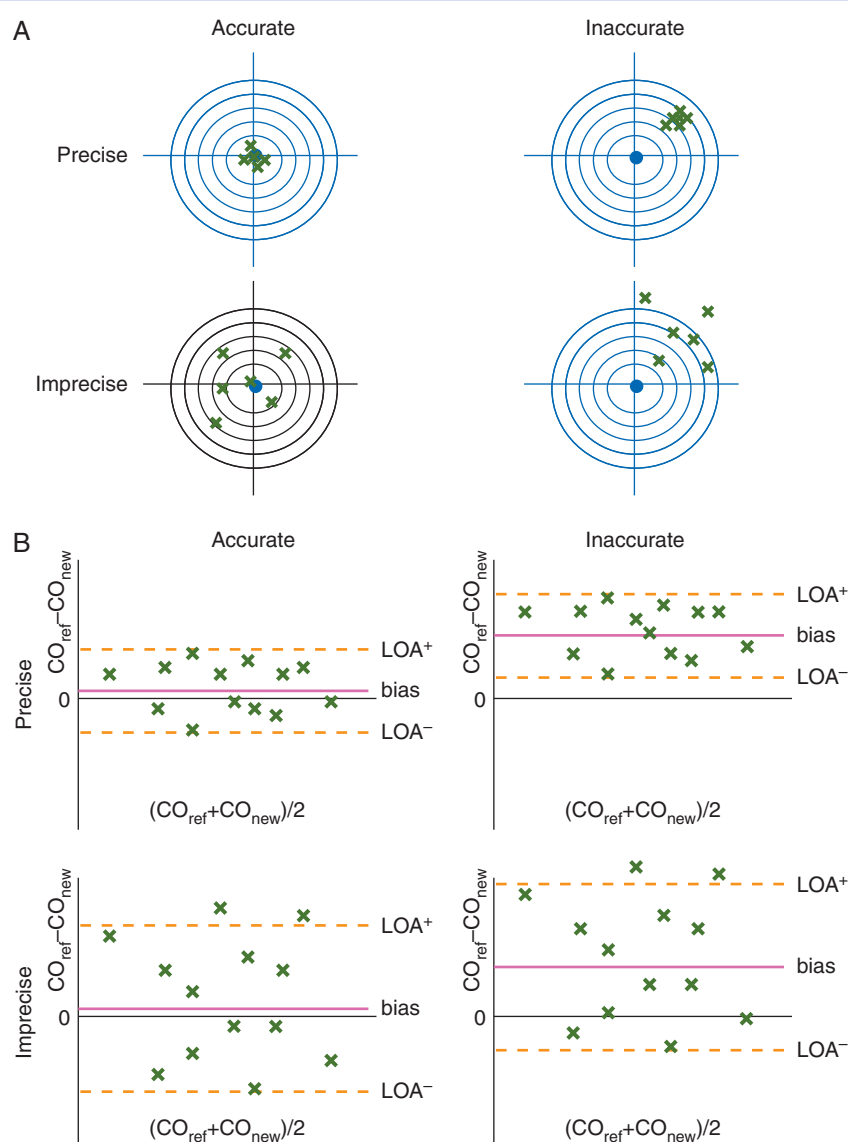 A
Accurate
Inaccurate
Precise
Imprecise
B
Accurate
Inaccurate
Precise
CO_ref–CO_new
LOA⁺
bias
0
LOA⁻
(CO_ref+CO_new)/2
CO_ref–CO_new
LOA⁺
bias
LOA⁻
0
(CO_ref+CO_new)/2
Imprecise
CO_ref–CO_new
LOA⁺
bias
0
LOA⁻
(CO_ref+CO_new)/2
CO_ref–CO_new
LOA⁺
bias
0
LOA⁻
(CO_ref+CO_new)/2